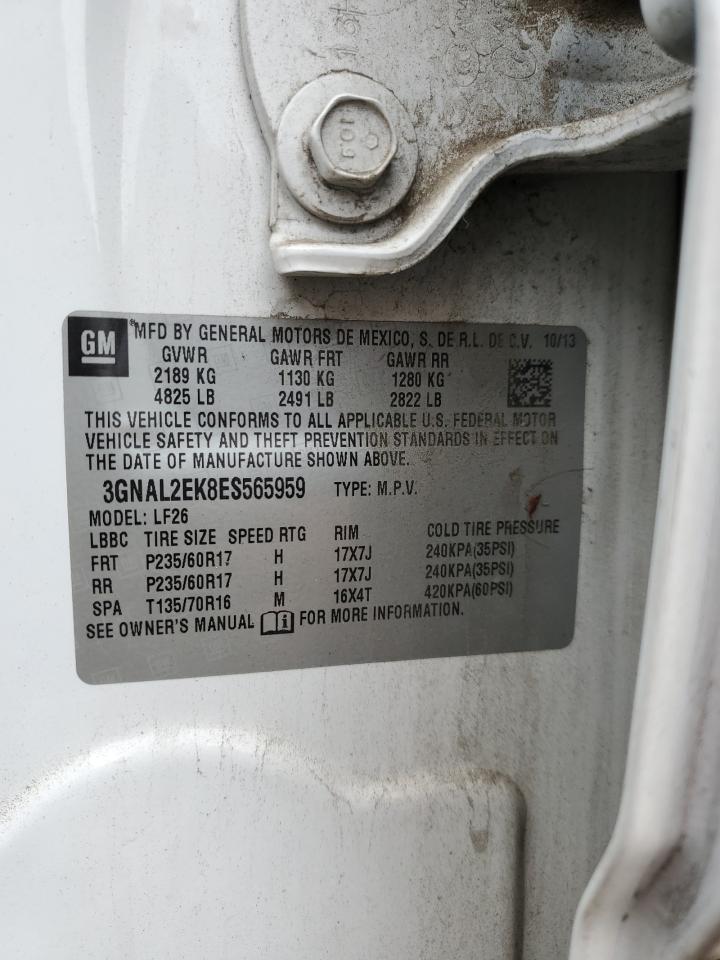 10.9
GM
MFD BY GENERAL MOTORS DE MEXICO, S. DE R.L. DE C.V. 10/13
GVWR GAWR FRT GAWR RR
2189 KG 1130 KG 1280 KG
4825 LB 2491 LB 2822 LB
THIS VEHICLE CONFORMS TO ALL APPLICABLE U.S. FEDERAL MOTOR
VEHICLE SAFETY AND THEFT PREVENTION STANDARDS IN EFFECT ON
THE DATE OF MANUFACTURE SHOWN ABOVE.
3GNAL2EK8ES565959 TYPE: M.P.V.
MODEL: LF26
LBBC TIRE SIZE SPEED RTG RIM COLD TIRE PRESSURE
FRT P235/60R17 H 17X7J 240KPA(35PSI)
RR P235/60R17 H 17X7J 240KPA(35PSI)
SPA T135/70R16 M 16X4T 420KPA(60PSI)
SEE OWNER'S MANUAL FOR MORE INFORMATION.